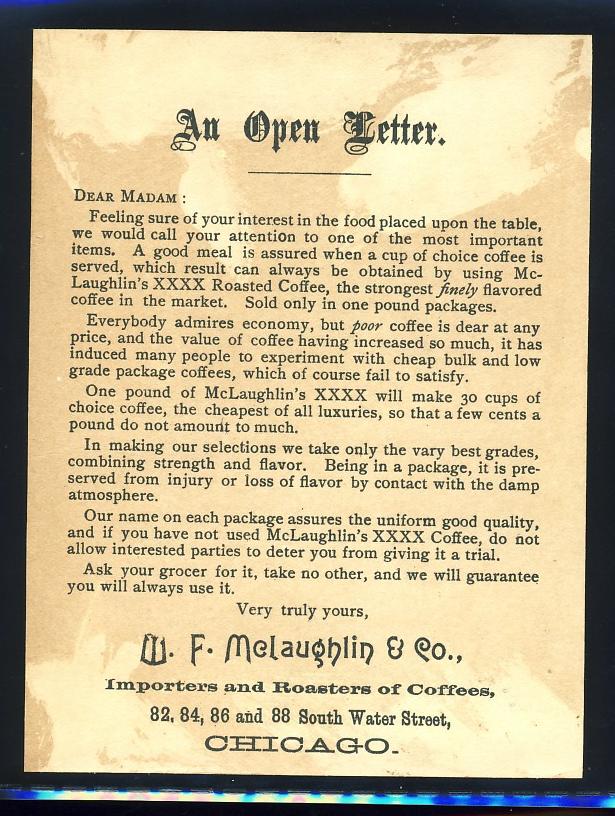 An Open Letter.
DEAR MADAM :
Feeling sure of your interest in the food placed upon the table,
we would call your attention to one of the most important
items. A good meal is assured when a cup of choice coffee is
served, which result can always be obtained by using Mc-
Laughlin's XXXX Roasted Coffee, the strongest finely flavored
coffee in the market. Sold only in one pound packages.
Everybody admires economy, but poor coffee is dear at any
price, and the value of coffee having increased so much, it has
induced many people to experiment with cheap bulk and low
grade package coffees, which of course fail to satisfy.
One pound of McLaughlin's XXXX will make 30 cups of
choice coffee, the cheapest of all luxuries, so that a few cents a
pound do not amount to much.
In making our selections we take only the vary best grades,
combining strength and flavor. Being in a package, it is pre-
served from injury or loss of flavor by contact with the damp
atmosphere.
Our name on each package assures the uniform good quality,
and if you have not used McLaughlin's XXXX Coffee, do not
allow interested parties to deter you from giving it a trial.
Ask your grocer for it, take no other, and we will guarantee
you will always use it.
Very truly yours,
W. F. McLaughlin & Co.,
Importers and Roasters of Coffees,
82, 84, 86 and 88 South Water Street,
CHICAGO.